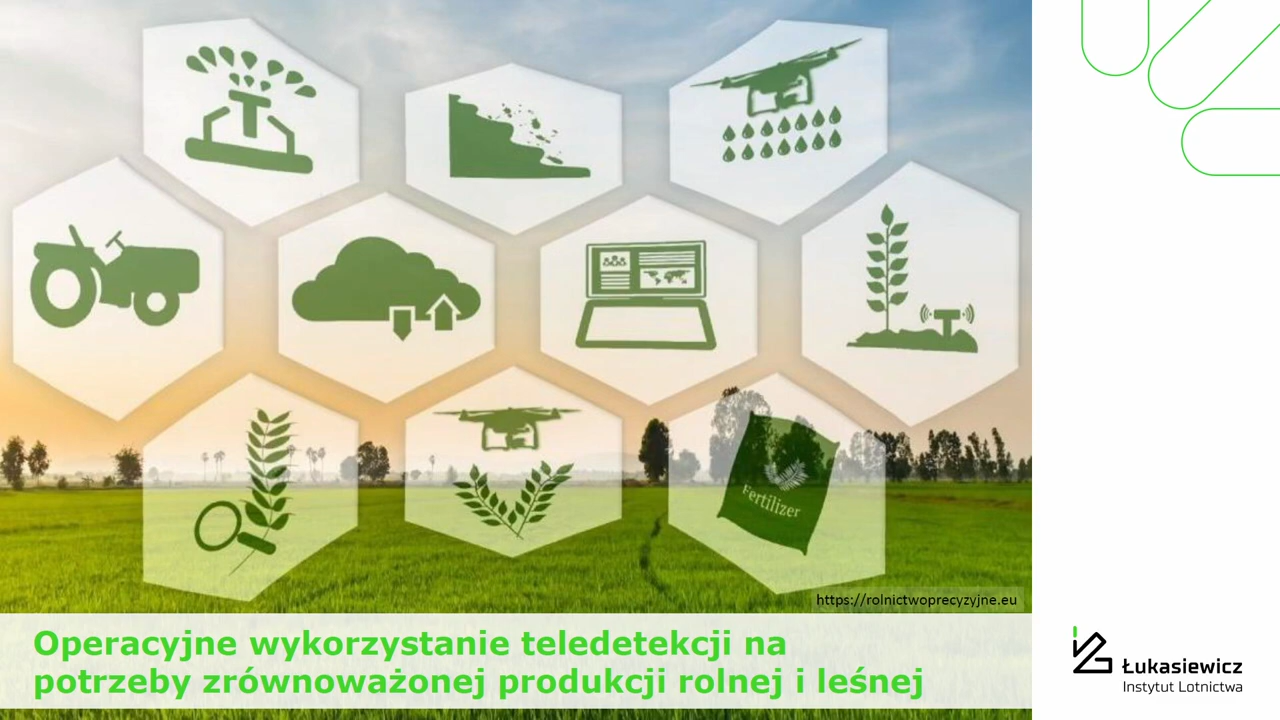 Fertilizer
https://rolnictwoprecyzyjne.eu
Operacyjne wykorzystanie teledetekcji na
potrzeby zrównoważonej produkcji rolnej i leśnej
Łukasiewicz
Instytut Lotnictwa